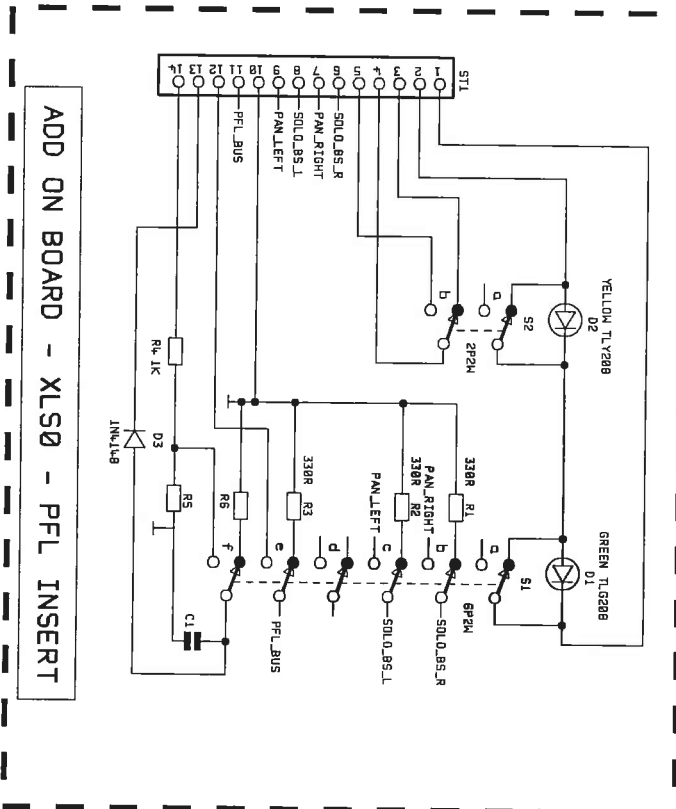 ST1
1
2
3
4
5
6
7
8
9
10
11
12
13
14
SOLO_BS_R
PAN_RIGHT
SOLO_BS_L
PAN_LEFT
PFL_BUS
YELLOW TLY208
D2
a
S2
b
2P2W
GREEN TLG208
D1
a
S1
6P2W
330R
R1
PAN_RIGHT
b
SOLO_BS_R
330R
R2
PAN_LEFT
c
SOLO_BS_L
d
330R
R3
e
PFL_BUS
R6
f
R4 1K
R5
C1
D3
1N4148
ADD ON BOARD - XLSØ - PFL INSERT